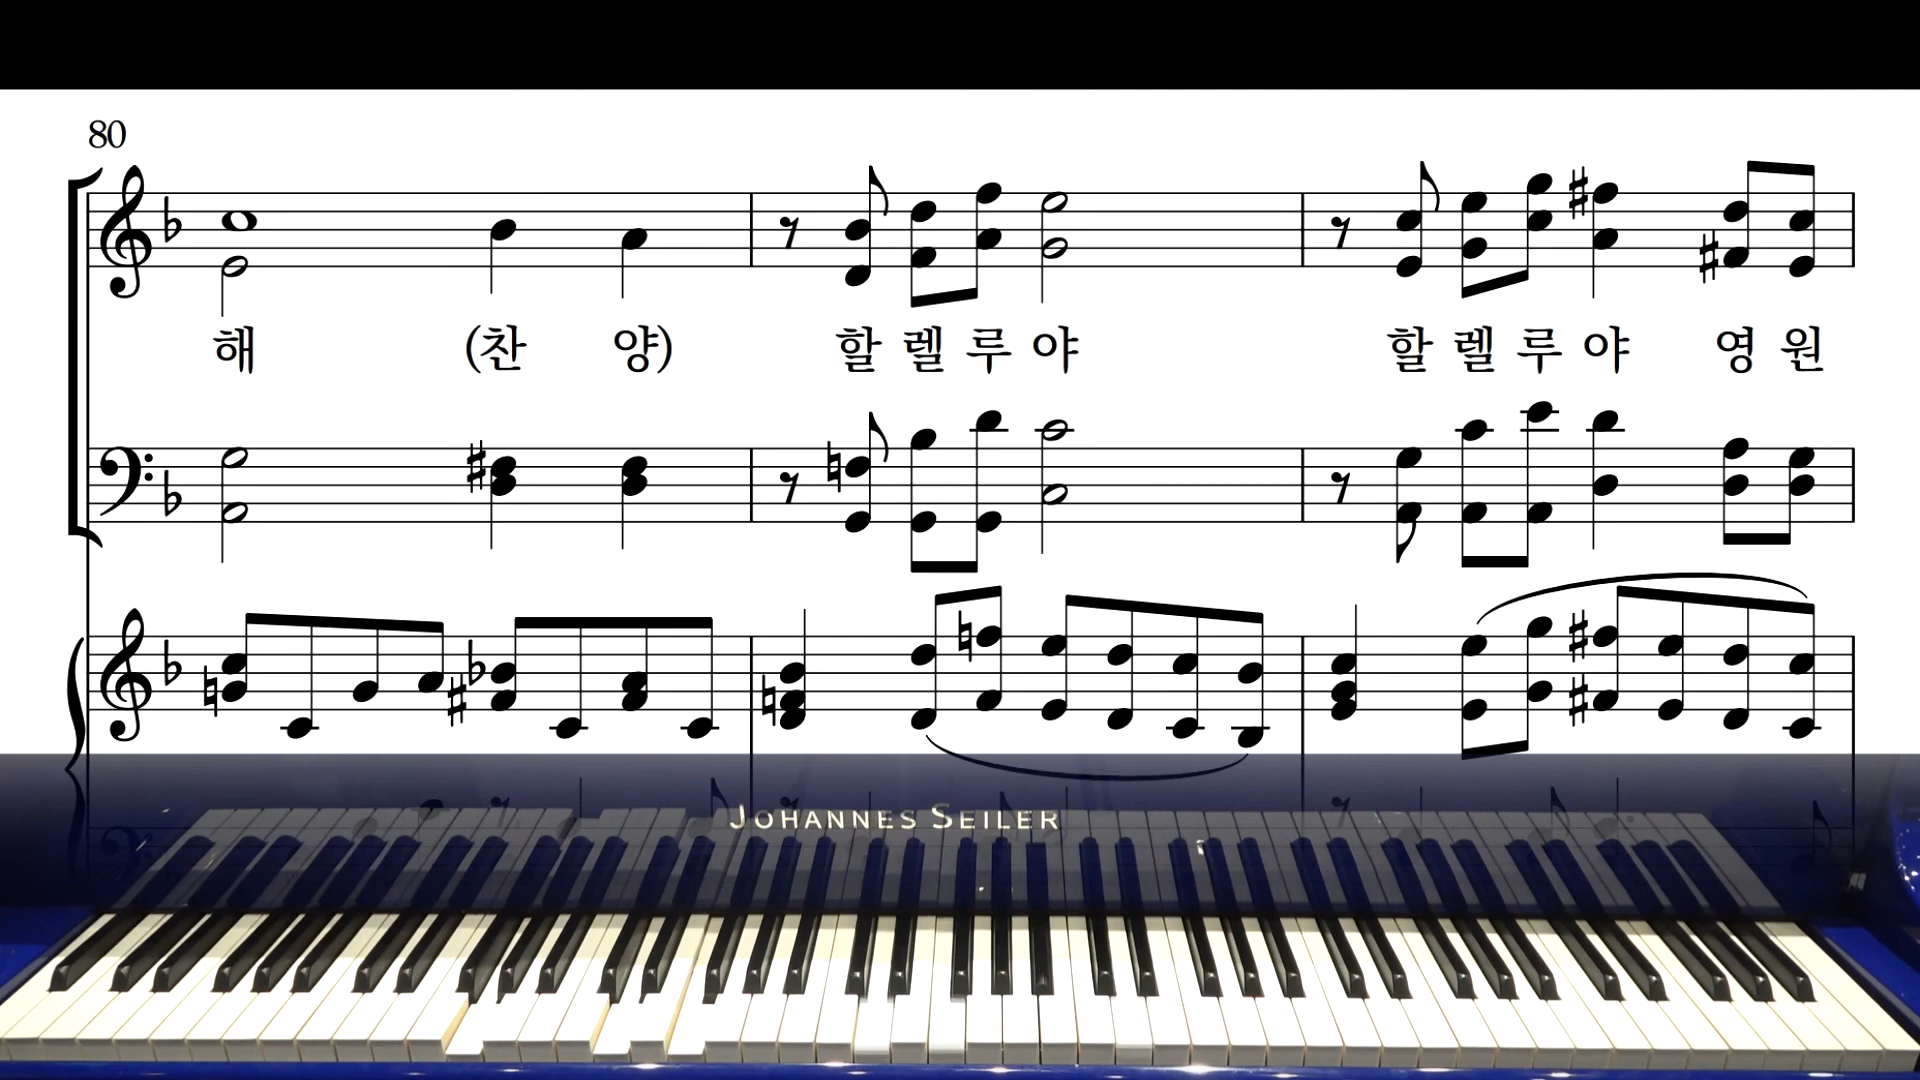 80
해 (찬 양) 할 렐 루 야 할 렐 루 야 영 원
JOHANNES SEILER